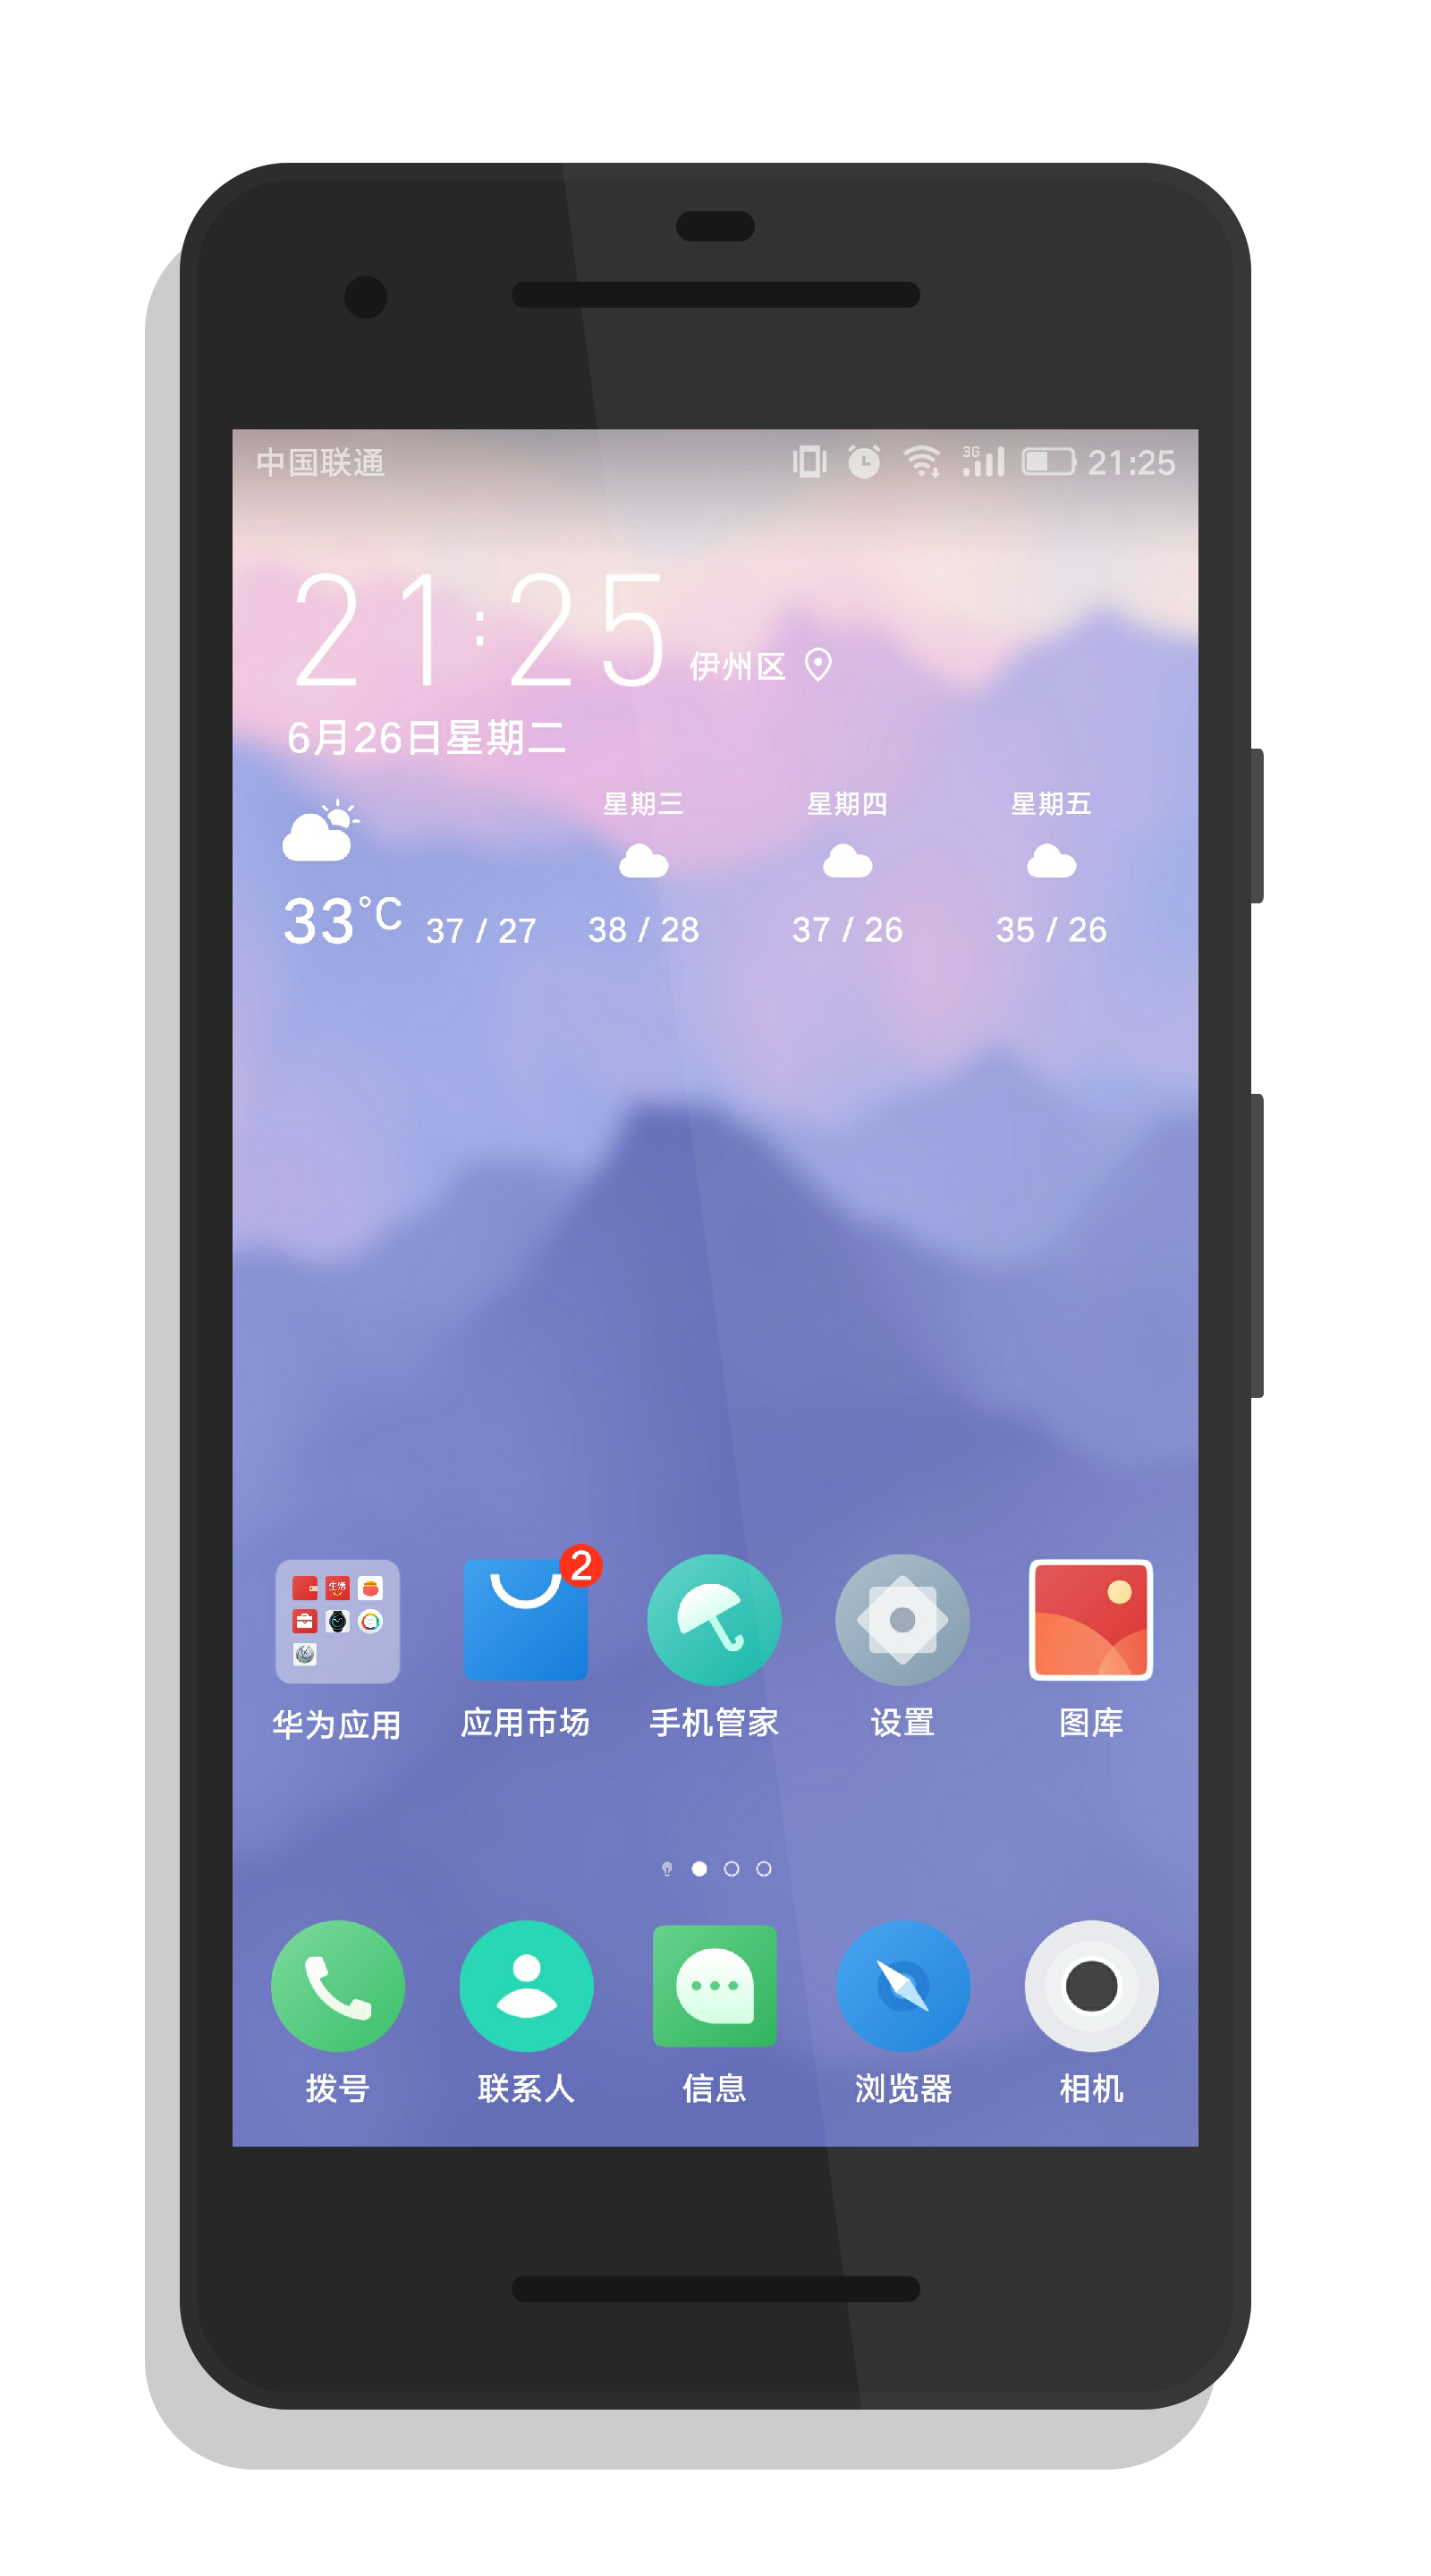 中国联通 3G 21:25
21:25 伊州区
6月26日星期二
星期三 星期四 星期五
33°C 37 / 27 38 / 28 37 / 26 35 / 26
生活
2
华为应用 应用市场 手机管家 设置 图库
拨号 联系人 信息 浏览器 相机